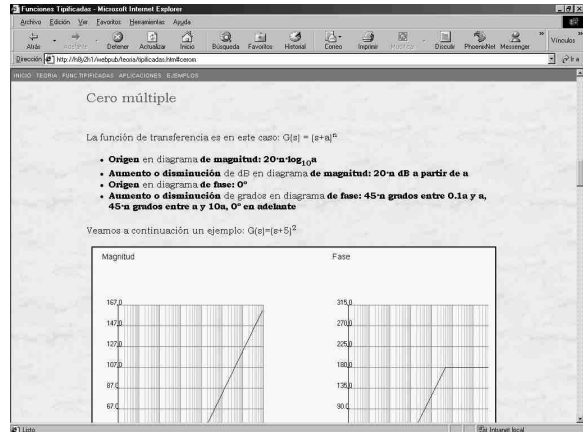 Funciones Tipificadas - Microsoft Internet Explorer
Archivo Edición Ver Favoritos Herramientas Ayuda
Atrás Adelante Detener Actualizar Inicio Búsqueda Favoritos Historial Correo Imprimir Modificar Discutir PhoenixNet Messenger Vínculos
Dirección Ir a
INICIO TEORIA FUNC.TIPIFICADAS APLICACIONES EJEMPLOS
Cero múltiple
La función de transferencia es en este caso: G(s) = (s+a)ⁿ
• Origen en diagrama de magnitud: 20·n·log₁₀a
• Aumento o disminución de dB en diagrama de magnitud: 20·n dB a partir de a
• Origen en diagrama de fase: 0º
• Aumento o disminución de grados en diagrama de fase: 45·n grados entre 0.1a y a,
45·n grados entre a y 10a, 0º en adelante
Veamos a continuación un ejemplo: G(s)=(s+5)²
Magnitud Fase
167,0 315,0
147,0 270,0
127,0 225,0
107,0 180,0
87,0 135,0
67,0 90,0
Listo Intranet local